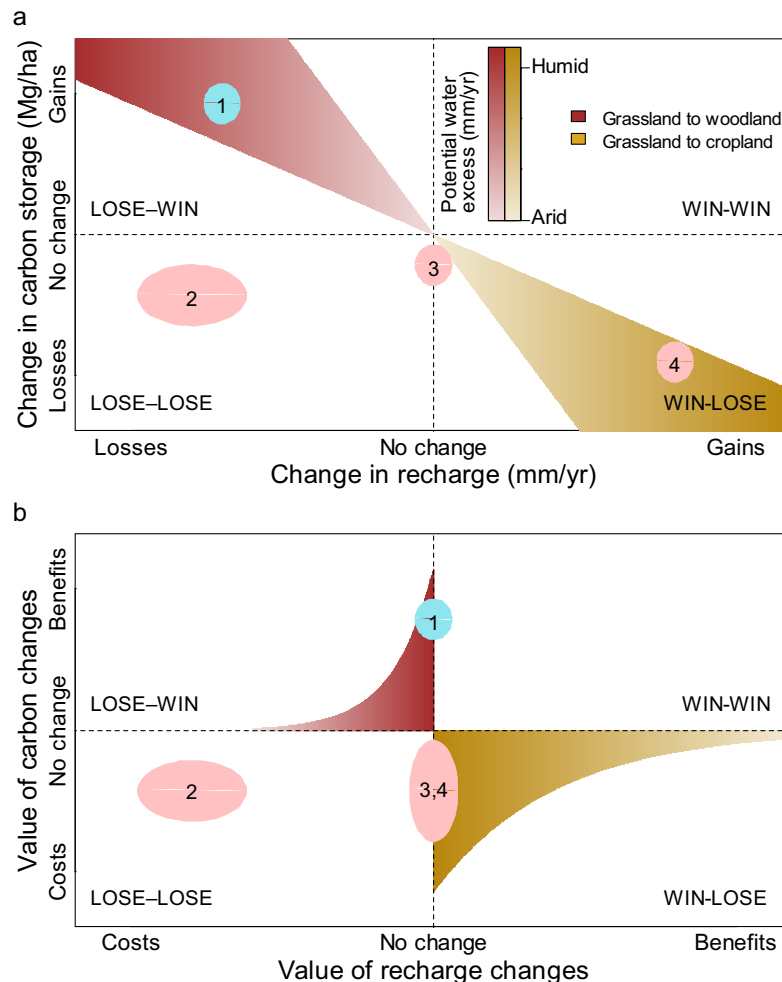 a
Change in carbon storage (Mg/ha)
Gains
No change
Losses
1
LOSE–WIN
WIN-WIN
Potential water
excess (mm/yr)
Humid
Arid
Grassland to woodland
Grassland to cropland
2
3
4
LOSE–LOSE
WIN-LOSE
Losses
No change
Gains
Change in recharge (mm/yr)
b
Value of carbon changes
Benefits
No change
Costs
1
LOSE–WIN
WIN-WIN
2
3,4
LOSE–LOSE
WIN-LOSE
Costs
No change
Benefits
Value of recharge changes